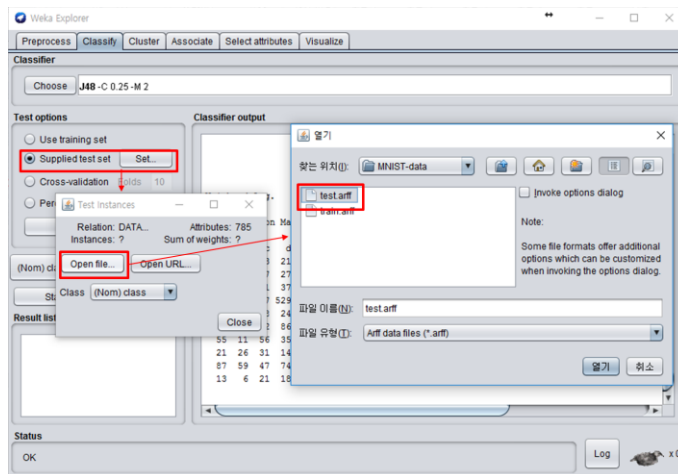 Weka Explorer
Preprocess Classify Cluster Associate Select attributes Visualize
Classifier
Choose J48 -C 0.25 -M 2
Test options
Use training set
Supplied test set Set...
Cross-validation Folds 10
(Nom)
Result list
Classifier output
Test Instances
Relation: DATA... Attributes: 785
Instances: ? Sum of weights: ?
Open file... Open URL...
Class (Nom) class
Close
55 11 56 35
21 26 31 14
87 59 47 74
13 6 21 18
열기
찾는 위치(I): MNIST-data
test.arff
train.arff
Invoke options dialog
Note:
Some file formats offer additional
options which can be customized
when invoking the options dialog.
파일 이름(N): test.arff
파일 유형(T): Arff data files (*.arff)
열기 취소
Status
OK
Log